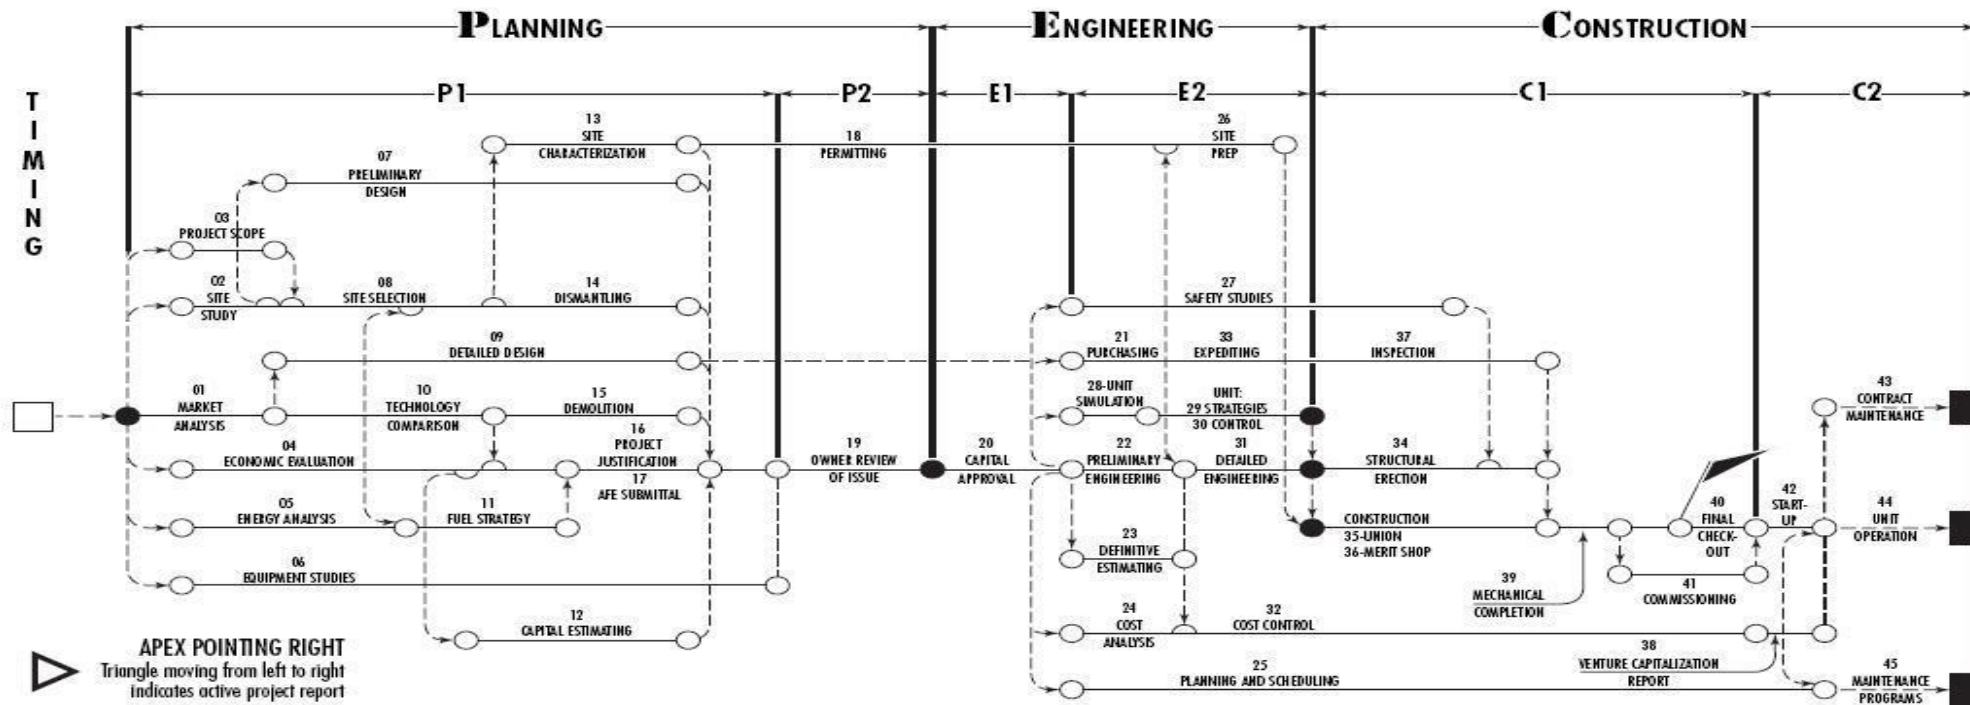 PLANNING
ENGINEERING
CONSTRUCTION
P1
P2
E1
E2
C1
C2
TIMING
13
SITE
CHARACTERIZATION
18
PERMITTING
26
SITE
PREP
07
PRELIMINARY
DESIGN
03
PROJECT SCOPE
02
SITE
STUDY
08
SITE SELECTION
14
DISMANTLING
27
SAFETY STUDIES
09
DETAILED DESIGN
21
PURCHASING
33
EXPEDITING
37
INSPECTION
01
MARKET
ANALYSIS
10
TECHNOLOGY
COMPARISON
15
DEMOLITION
28-UNIT
SIMULATION
UNIT:
29 STRATEGIES
30 CONTROL
43
CONTRACT
MAINTENANCE
04
ECONOMIC EVALUATION
16
PROJECT
JUSTIFICATION
17
AFE SUBMITTAL
19
OWNER REVIEW
OF ISSUE
20
CAPITAL
APPROVAL
22
PRELIMINARY
ENGINEERING
31
DETAILED
ENGINEERING
34
STRUCTURAL
ERECTION
05
ENERGY ANALYSIS
11
FUEL STRATEGY
CONSTRUCTION
35-UNION
36-MERIT SHOP
40
FINAL
CHECK-
OUT
42
START-
UP
44
UNIT
OPERATION
23
DEFINITIVE
ESTIMATING
06
EQUIPMENT STUDIES
39
MECHANICAL
COMPLETION
41
COMMISSIONING
12
CAPITAL ESTIMATING
24
COST
ANALYSIS
32
COST CONTROL
38
VENTURE CAPITALIZATION
REPORT
25
PLANNING AND SCHEDULING
45
MAINTENANCE
PROGRAMS
APEX POINTING RIGHT
Triangle moving from left to right
indicates active project report